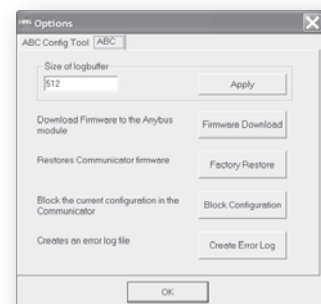 HMS Options
ABC Config Tool ABC
Size of logbuffer
512
Apply
Download Firmware to the Anybus
module
Firmware Download
Restores Communicator firmware
Factory Restore
Block the current configuration in the
Communicator
Block Configuration
Creates an error log file
Create Error Log
OK